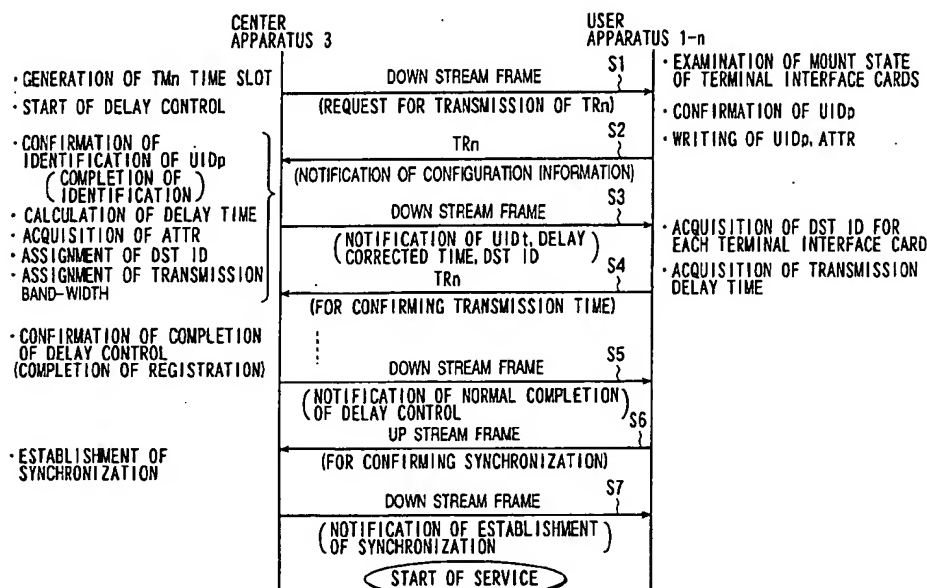 CENTER
APPARATUS 3
USER
APPARATUS 1-n
· GENERATION OF TMn TIME SLOT
· START OF DELAY CONTROL
DOWN STREAM FRAME
S1
(REQUEST FOR TRANSMISSION OF TRn)
· EXAMINATION OF MOUNT STATE
OF TERMINAL INTERFACE CARDS
· CONFIRMATION OF UIDp
· WRITING OF UIDp, ATTR
· CONFIRMATION OF
IDENTIFICATION OF UIDp
(COMPLETION OF
IDENTIFICATION)
· CALCULATION OF DELAY TIME
· ACQUISITION OF ATTR
· ASSIGNMENT OF DST ID
· ASSIGNMENT OF TRANSMISSION
BAND-WIDTH
TRn
S2
(NOTIFICATION OF CONFIGURATION INFORMATION)
DOWN STREAM FRAME
S3
(NOTIFICATION OF UIDt, DELAY
CORRECTED TIME, DST ID)
· ACQUISITION OF DST ID FOR
EACH TERMINAL INTERFACE CARD
· ACQUISITION OF TRANSMISSION
DELAY TIME
TRn
S4
(FOR CONFIRMING TRANSMISSION TIME)
· CONFIRMATION OF COMPLETION
OF DELAY CONTROL
(COMPLETION OF REGISTRATION)
DOWN STREAM FRAME
S5
(NOTIFICATION OF NORMAL COMPLETION
OF DELAY CONTROL)
UP STREAM FRAME
S6
(FOR CONFIRMING SYNCHRONIZATION)
· ESTABLISHMENT OF
SYNCHRONIZATION
DOWN STREAM FRAME
S7
(NOTIFICATION OF ESTABLISHMENT
OF SYNCHRONIZATION)
START OF SERVICE